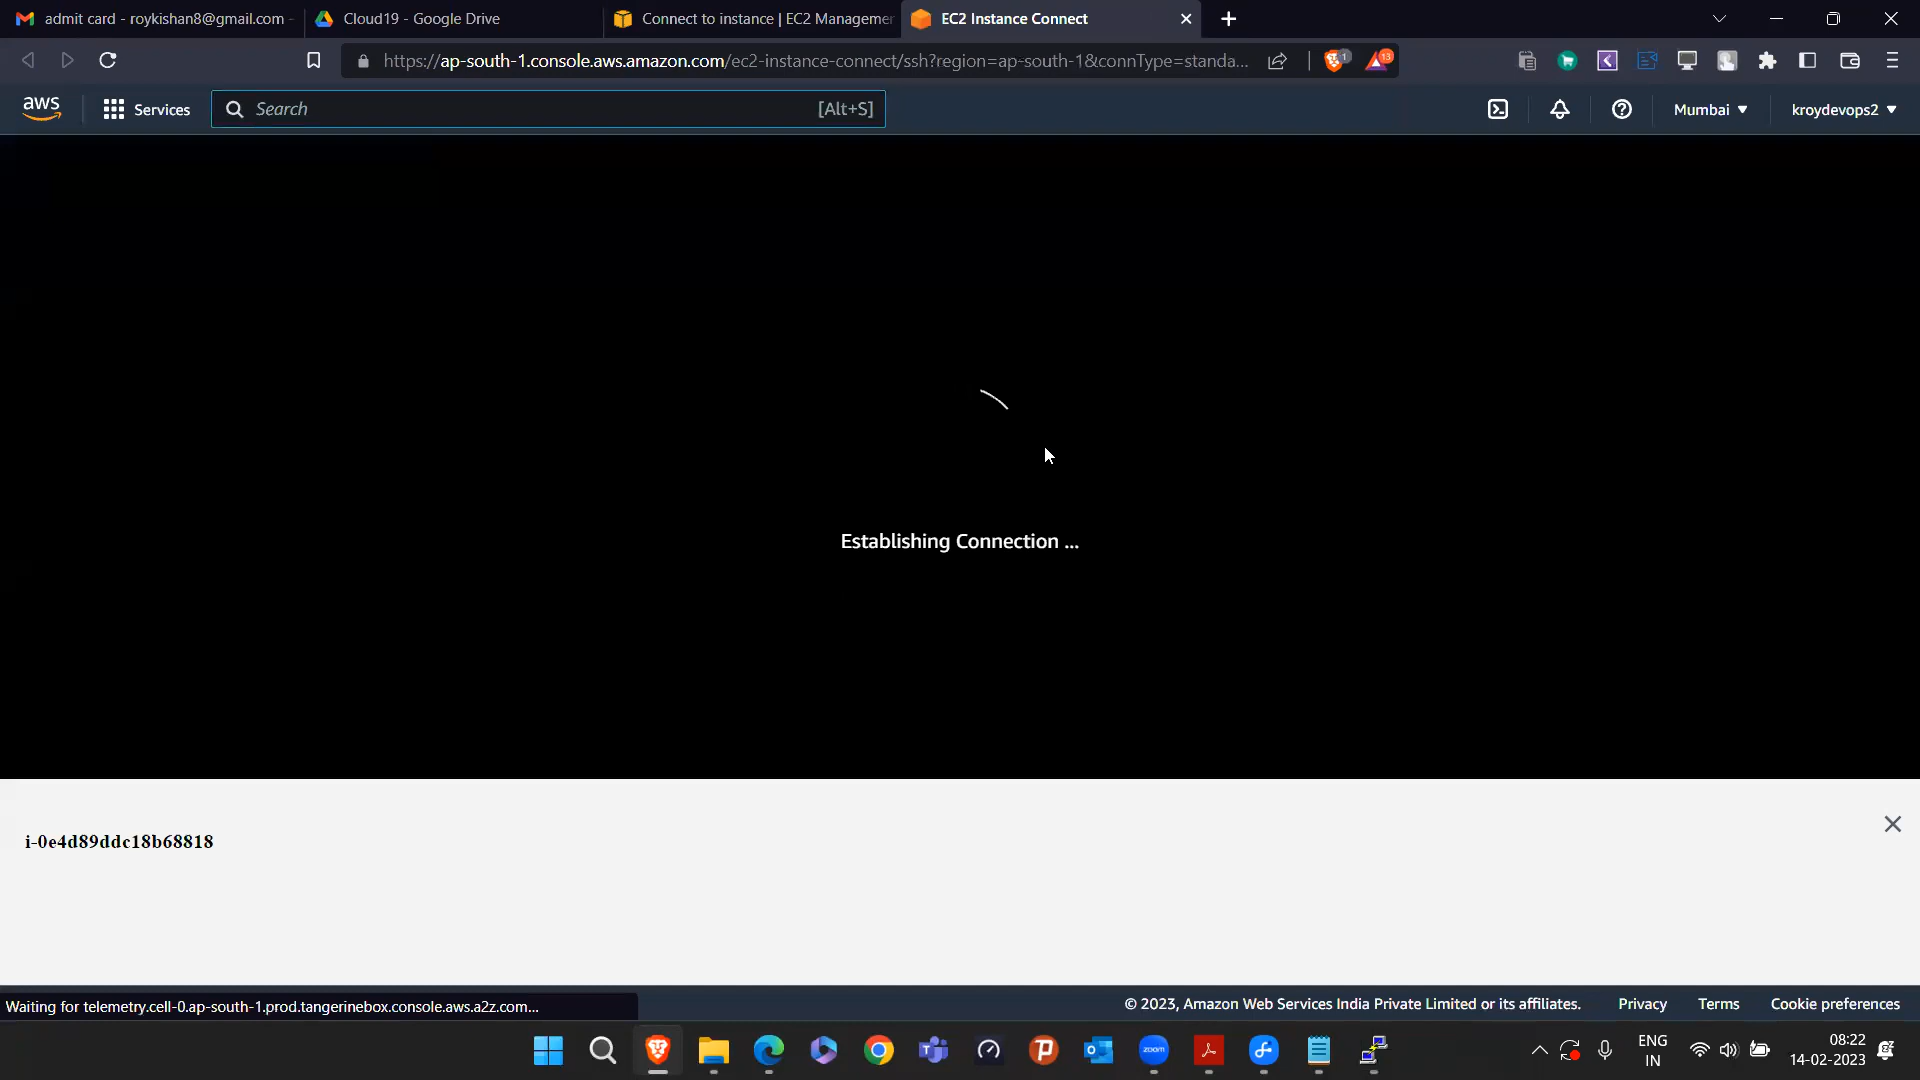 admit card - roykishan8@gmail.com -
Cloud19 - Google Drive
Connect to instance | EC2 Managemen
EC2 Instance Connect
https://ap-south-1.console.aws.amazon.com/ec2-instance-connect/ssh?region=ap-south-1&connType=standa...
1
13
aws
Services
Search
[Alt+S]
Mumbai
kroydevops2
Establishing Connection ...
i-0e4d89ddc18b68818
Waiting for telemetry.cell-0.ap-south-1.prod.tangerinebox.console.aws.a2z.com...
© 2023, Amazon Web Services India Private Limited or its affiliates.
Privacy
Terms
Cookie preferences
zoom
ENG
IN
08:22
14-02-2023